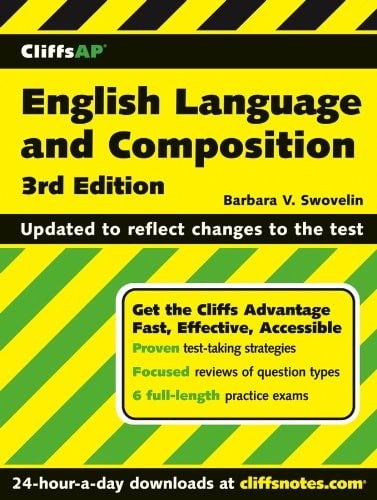 CliffsAP®
English Language
and Composition
3rd Edition
Barbara V. Swovelin
Updated to reflect changes to the test
Get the Cliffs Advantage
Fast, Effective, Accessible
Proven test-taking strategies
Focused reviews of question types
6 full-length practice exams
24-hour-a-day downloads at cliffsnotes.com®